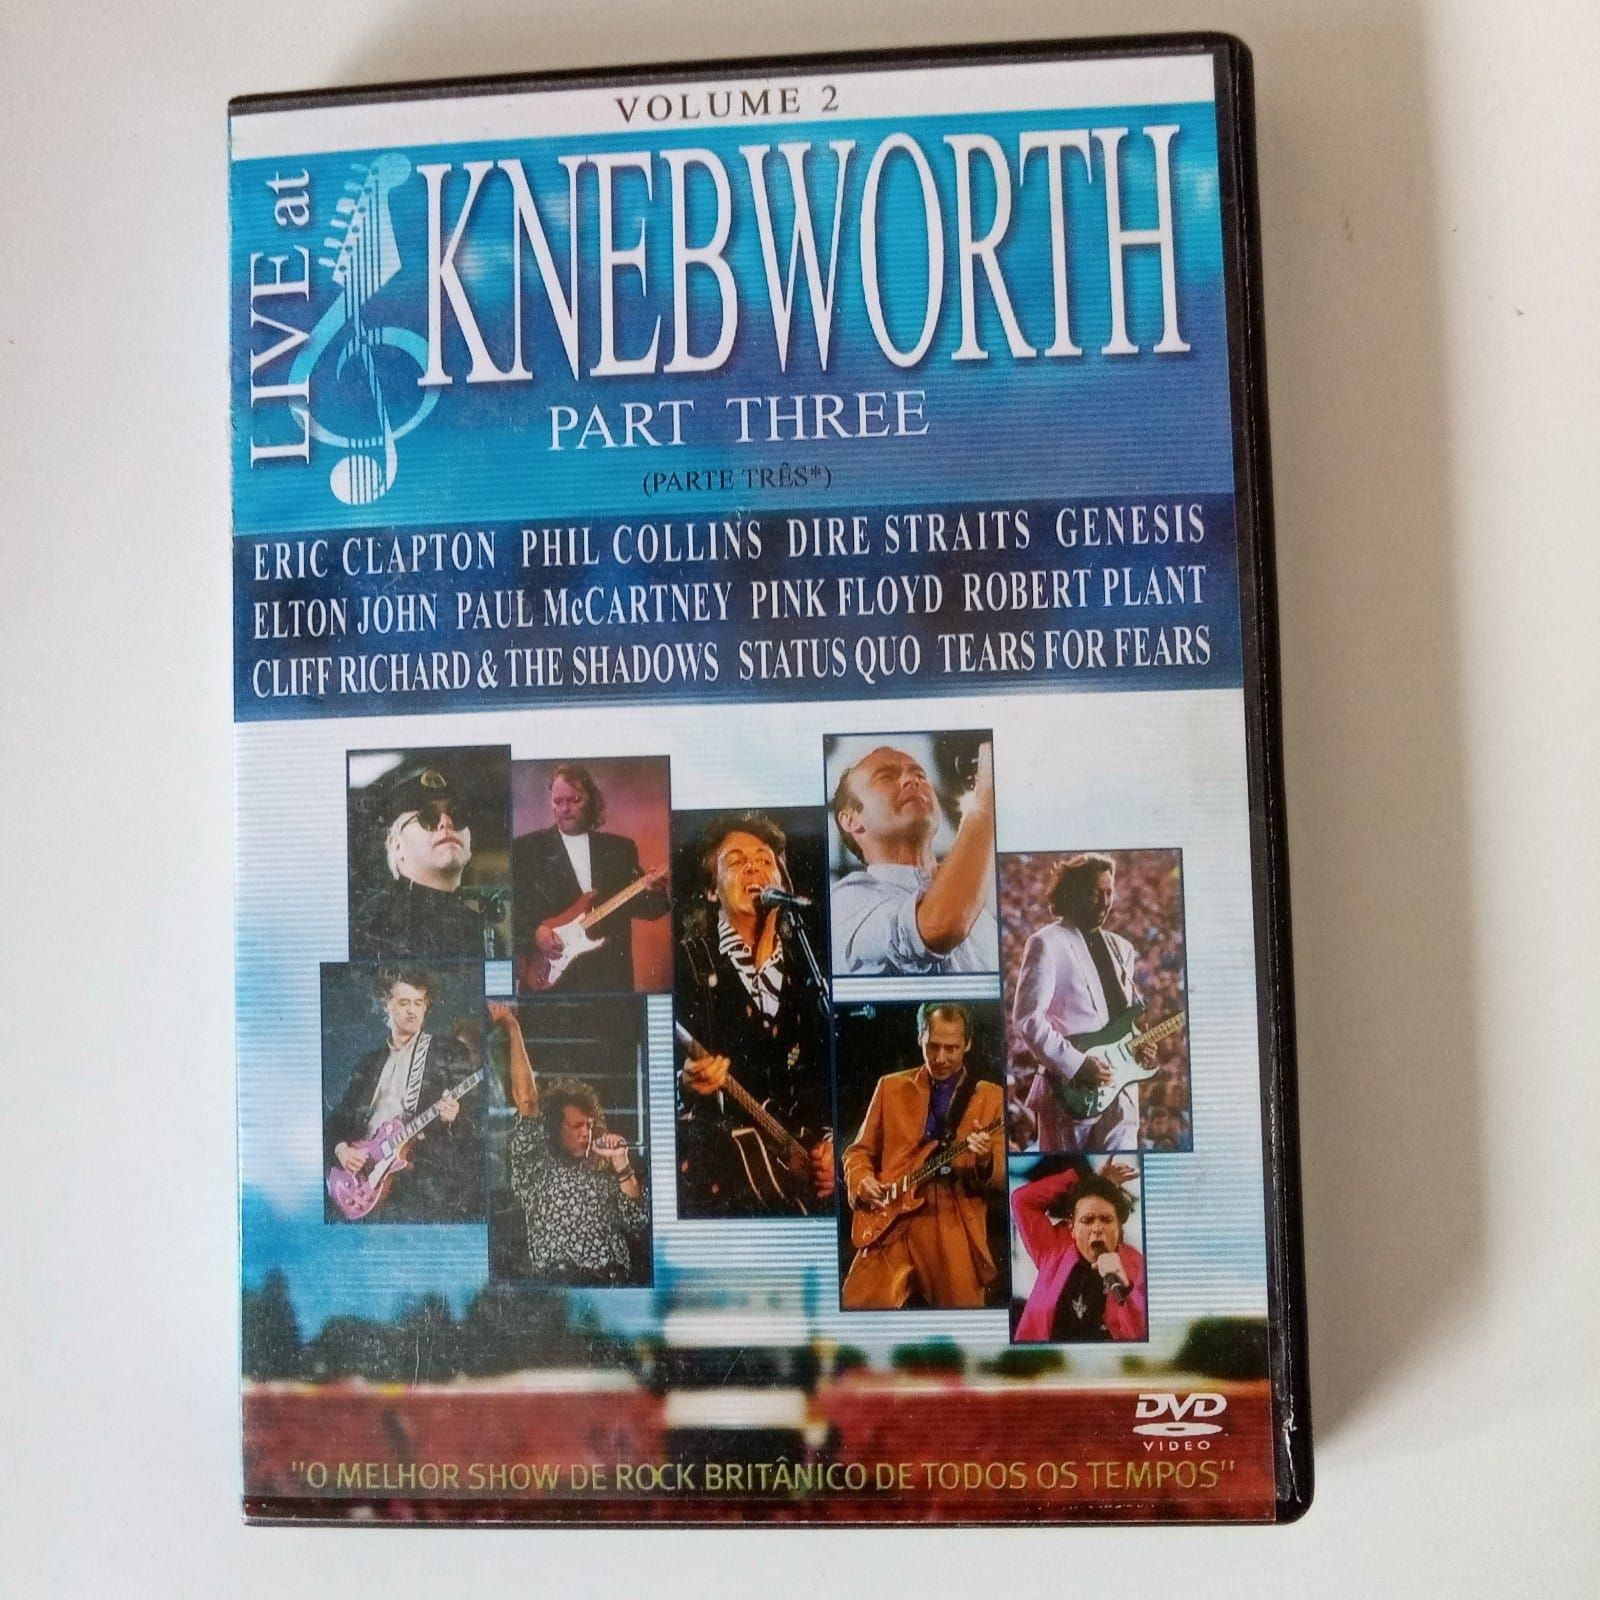 VOLUME 2
LIVE at
KNEBWORTH
PART THREE
(PARTE TRÊS*)
ERIC CLAPTON PHIL COLLINS DIRE STRAITS GENESIS
ELTON JOHN PAUL McCARTNEY PINK FLOYD ROBERT PLANT
CLIFF RICHARD & THE SHADOWS STATUS QUO TEARS FOR FEARS
DVD
VIDEO
"O MELHOR SHOW DE ROCK BRITÂNICO DE TODOS OS TEMPOS"